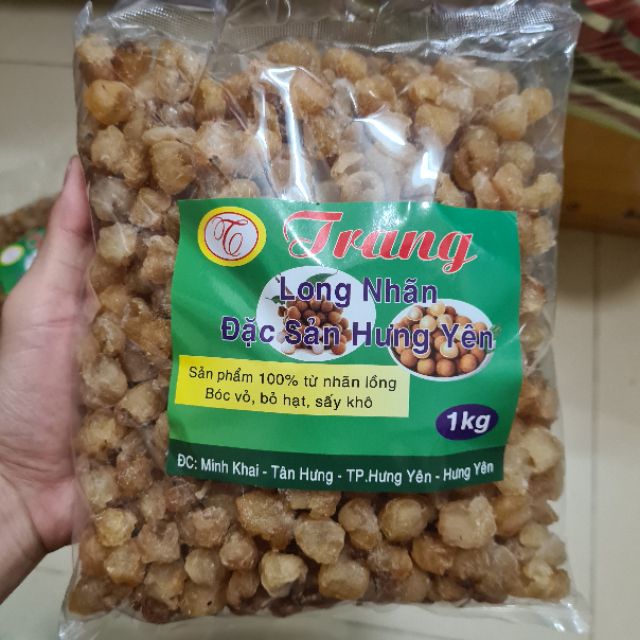 TC
Trang
Long Nhãn
Đặc Sản Hưng Yên
Sản phẩm 100% từ nhãn lồng
Bóc vỏ, bỏ hạt, sấy khô
1kg
ĐC: Minh Khai - Tân Hưng - TP.Hưng Yên - Hưng Yên